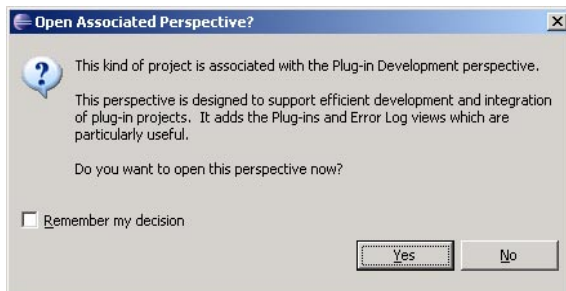 Open Associated Perspective?
This kind of project is associated with the Plug-in Development perspective.
This perspective is designed to support efficient development and integration
of plug-in projects. It adds the Plug-ins and Error Log views which are
particularly useful.
Do you want to open this perspective now?
Remember my decision
Yes No